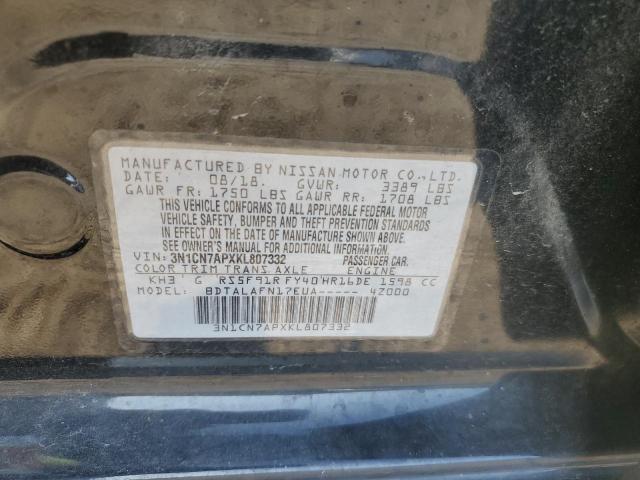 MANUFACTURED BY NISSAN MOTOR CO.,LTD.
DATE: 08/18. GVWR: 3389 LBS
GAWR FR: 1750 LBS GAWR RR: 1708 LBS
THIS VEHICLE CONFORMS TO ALL APPLICABLE FEDERAL MOTOR
VEHICLE SAFETY, BUMPER AND THEFT PREVENTION STANDARDS
IN EFFECT ON THE DATE OF MANUFACTURE SHOWN ABOVE.
SEE OWNER'S MANUAL FOR ADDITIONAL INFORMATION
VIN: 3N1CN7APXKL807332 PASSENGER CAR.
COLOR TRIM TRANS. AXLE ENGINE
KH3 G RS5F91R FY40 HR16DE 1598 CC
MODEL: BDTALAFN17EUA----- 4Z000
3N1CN7APXKL807332